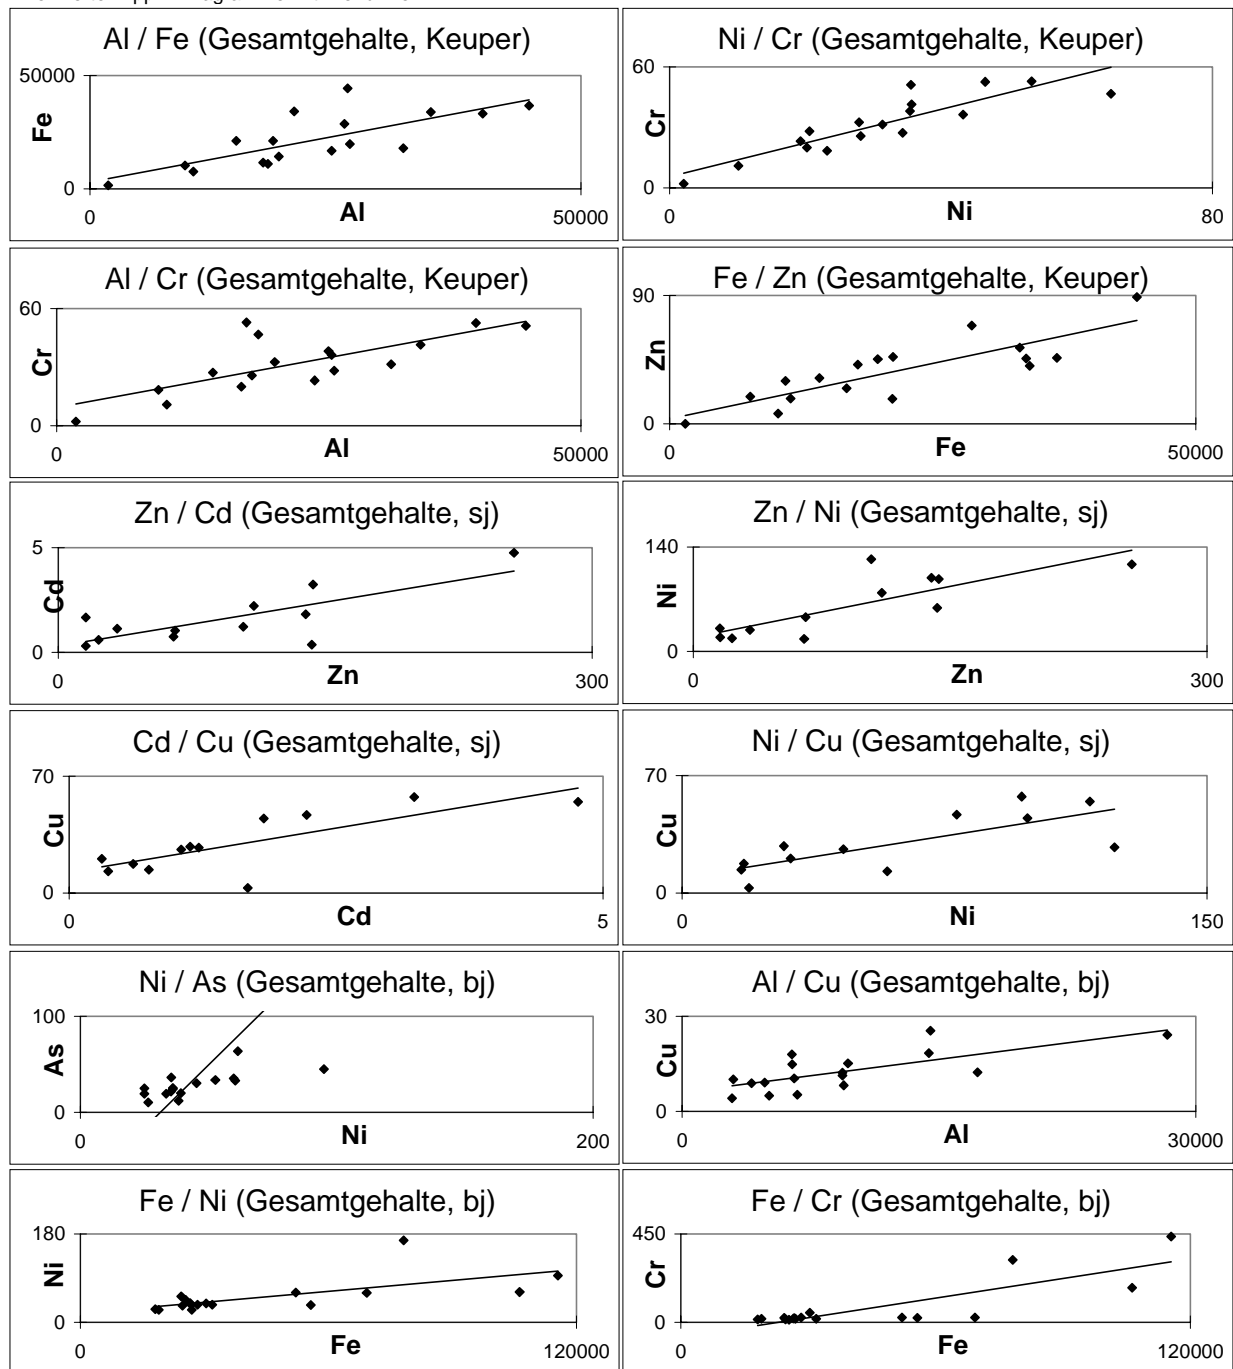 Al / Fe (Gesamtgehalte, Keuper)
50000
Fe
0
0
Al
50000
Ni / Cr (Gesamtgehalte, Keuper)
60
Cr
0
0
Ni
80
Al / Cr (Gesamtgehalte, Keuper)
60
Cr
0
0
Al
50000
Fe / Zn (Gesamtgehalte, Keuper)
90
Zn
0
0
Fe
50000
Zn / Cd (Gesamtgehalte, sj)
5
Cd
0
0
Zn
300
Zn / Ni (Gesamtgehalte, sj)
140
Ni
0
0
Zn
300
Cd / Cu (Gesamtgehalte, sj)
70
Cu
0
0
Cd
5
Ni / Cu (Gesamtgehalte, sj)
70
Cu
0
0
Ni
150
Ni / As (Gesamtgehalte, bj)
100
As
0
0
Ni
200
Al / Cu (Gesamtgehalte, bj)
30
Cu
0
0
Al
30000
Fe / Ni (Gesamtgehalte, bj)
180
Ni
0
0
Fe
120000
Fe / Cr (Gesamtgehalte, bj)
450
Cr
0
0
Fe
120000